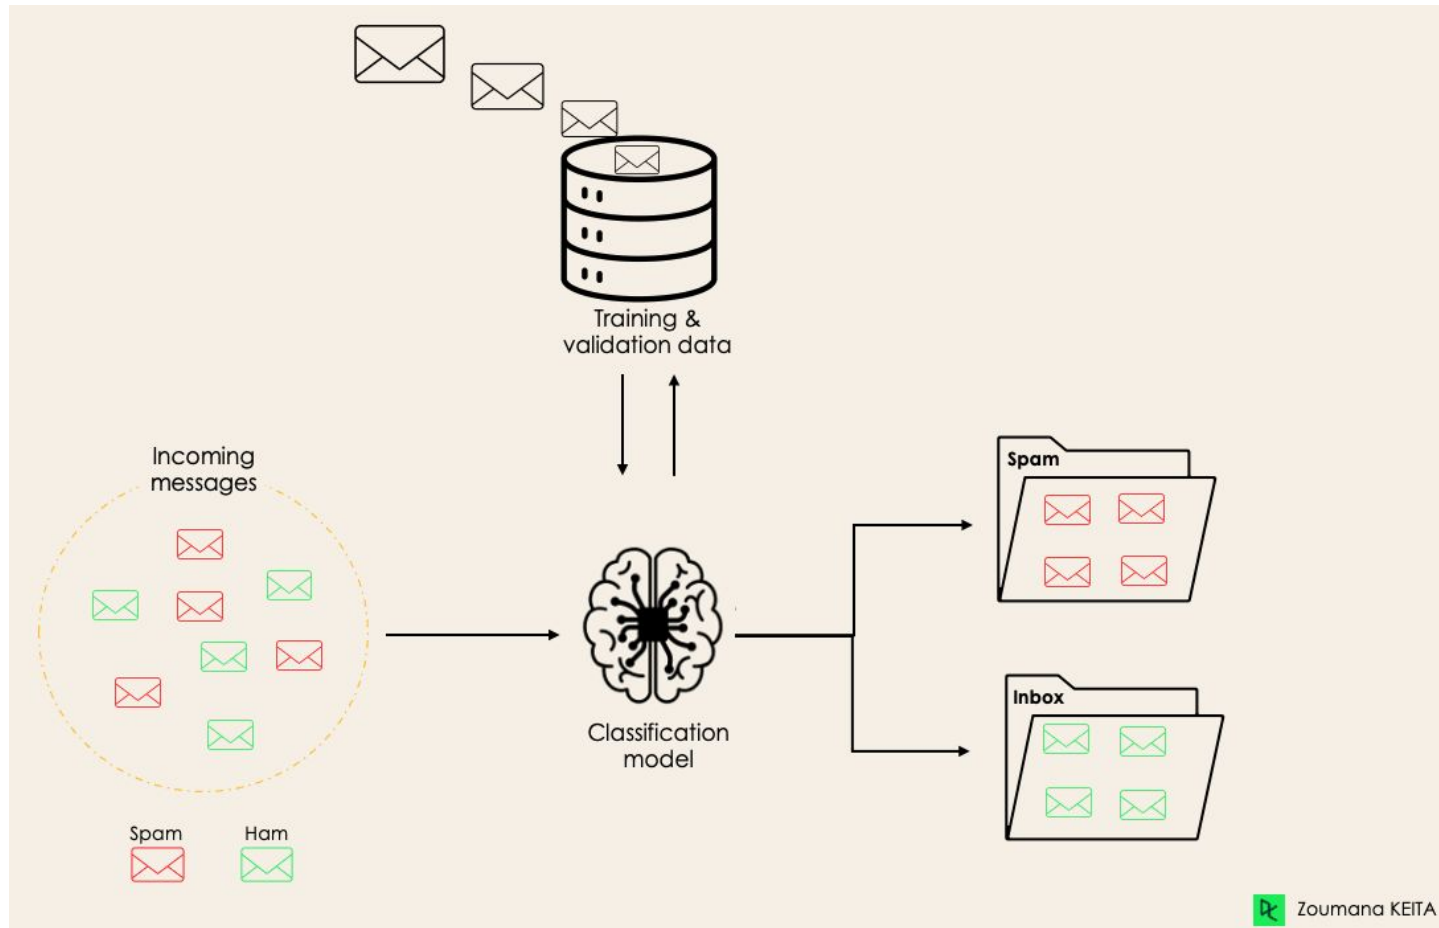 Training &
validation data
Incoming
messages
Spam
Classification
model
Inbox
Spam
Ham
Zoumana KEITA